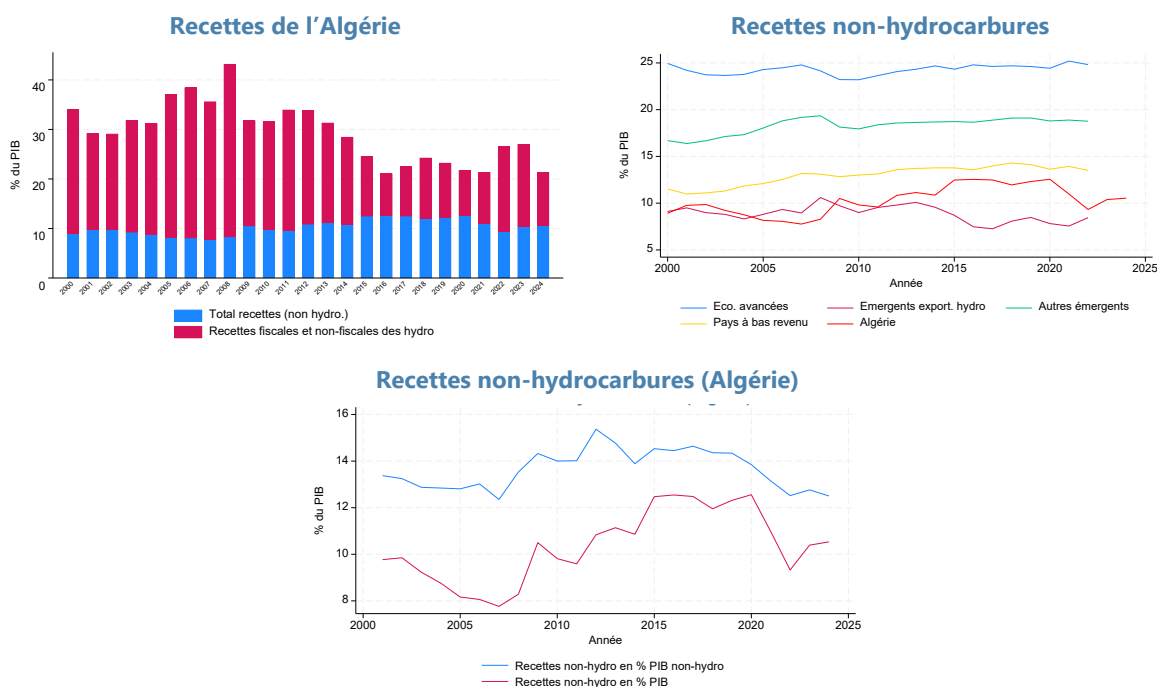 Recettes de l’Algérie
% du PIB
40
30
20
10
0
2000 2001 2002 2003 2004 2005 2006 2007 2008 2009 2010 2011 2012 2013 2014 2015 2016 2017 2018 2019 2020 2021 2022 2023 2024
Total recettes (non hydro.)
Recettes fiscales et non-fiscales des hydro
Recettes non-hydrocarbures
% du PIB
25
20
15
10
5
2000 2005 2010 2015 2020 2025
Année
Eco. avancées Emergents export. hydro Autres émergents
Pays à bas revenu Algérie
Recettes non-hydrocarbures (Algérie)
% du PIB
16
14
12
10
8
2000 2005 2010 2015 2020 2025
Année
Recettes non-hydro en % PIB non-hydro
Recettes non-hydro en % PIB